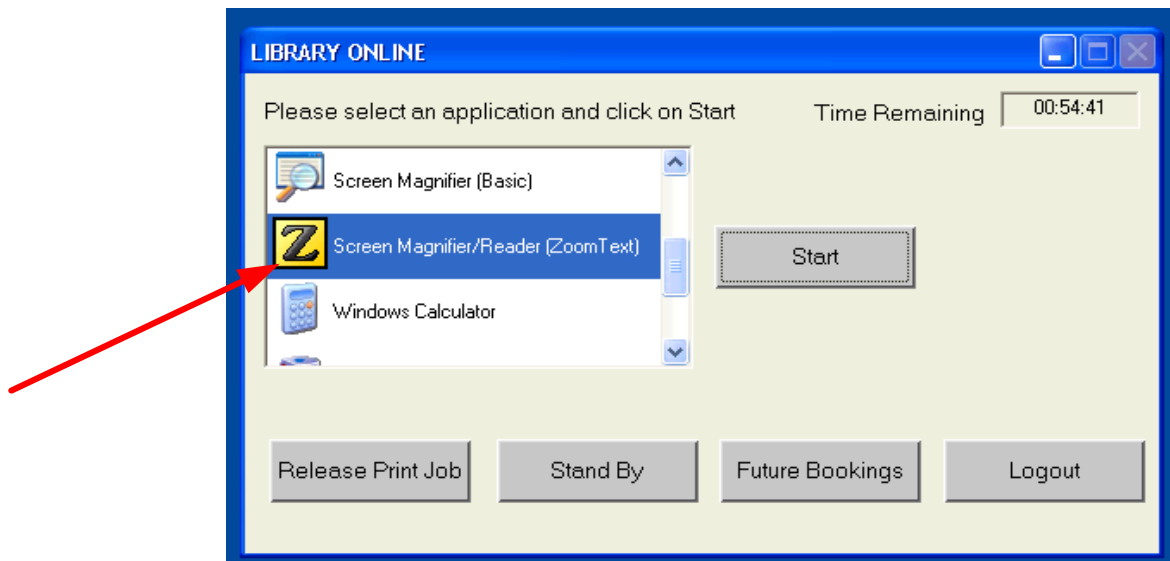 LIBRARY ONLINE
Please select an application and click on Start
Time Remaining 00:54:41
Screen Magnifier (Basic)
Z Screen Magnifier/Reader (ZoomText)
Start
Windows Calculator
Release Print Job
Stand By
Future Bookings
Logout